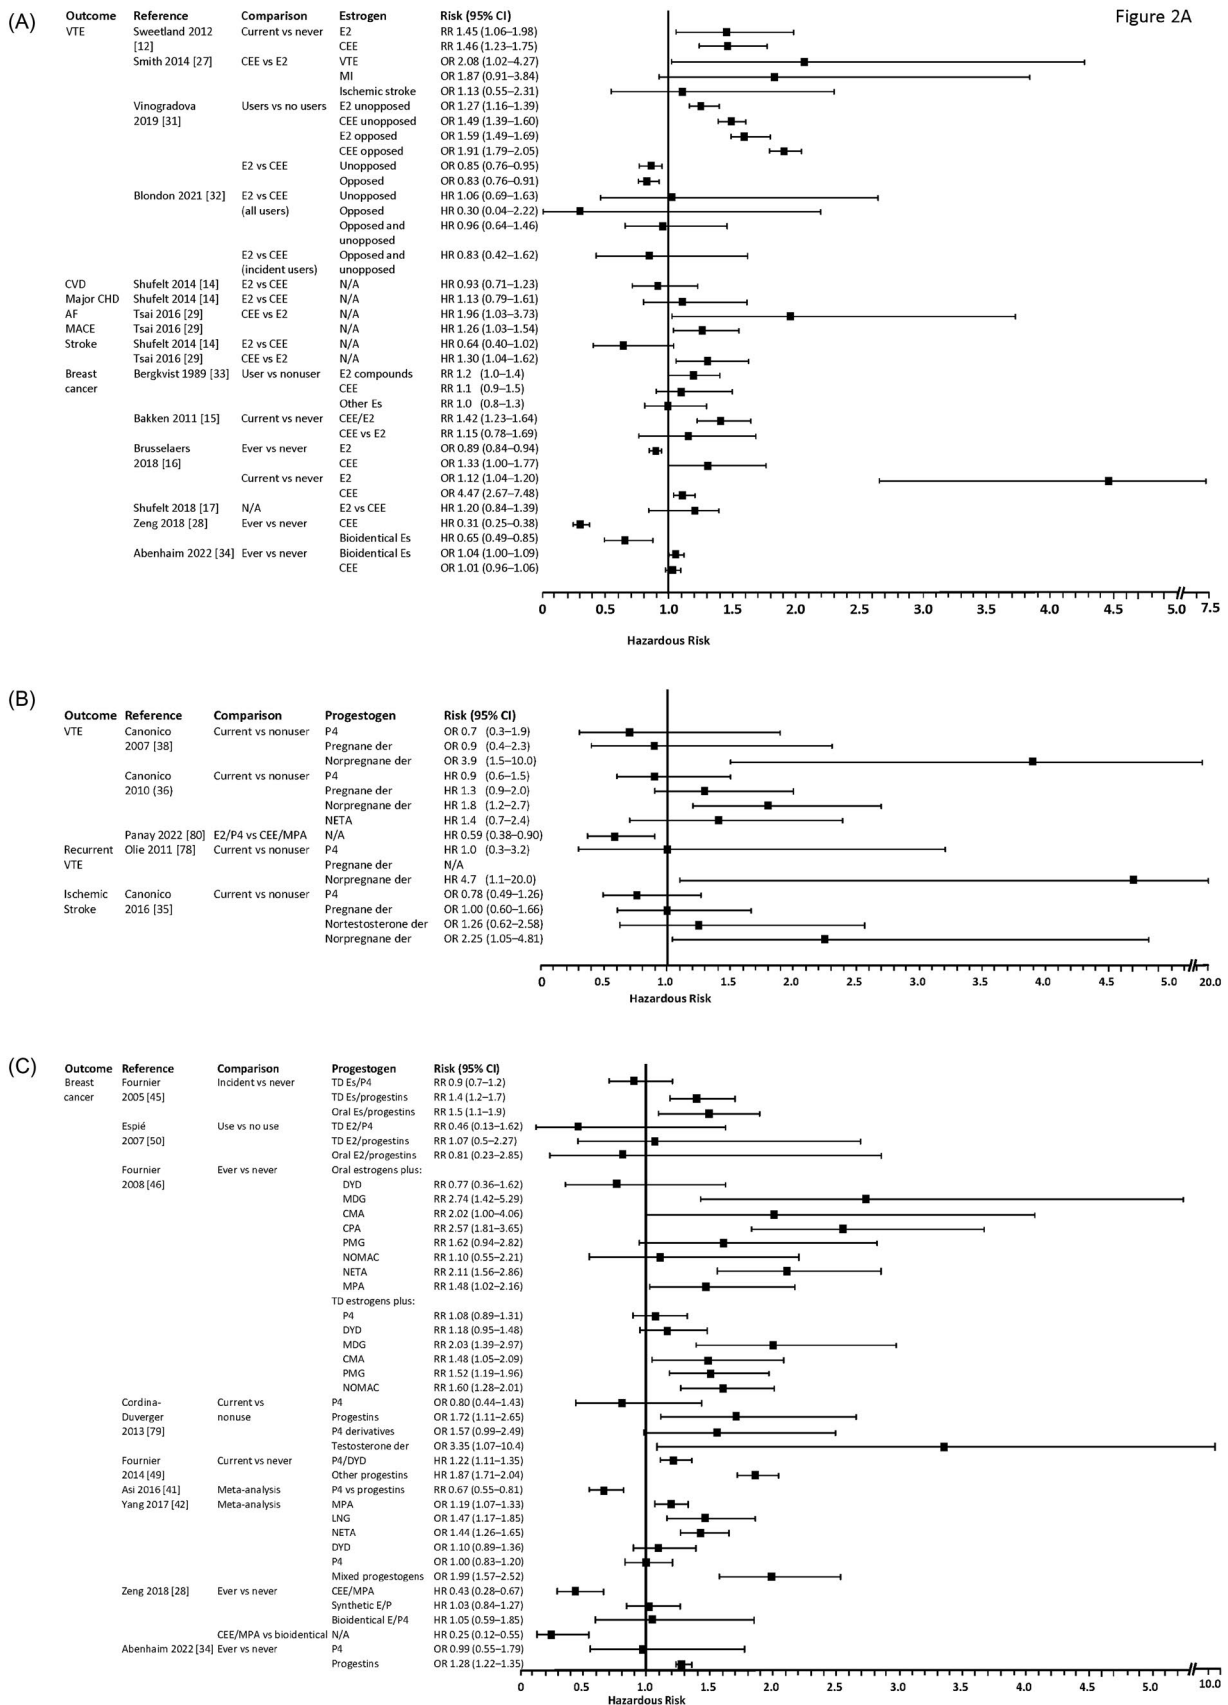 Figure 2A
(A)
Outcome Reference Comparison Estrogen Risk (95% CI)
VTE Sweetland 2012 Current vs never E2 RR 1.45 (1.06–1.98)
[12] CEE RR 1.46 (1.23–1.75)
Smith 2014 [27] CEE vs E2 VTE OR 2.08 (1.02–4.27)
MI OR 1.87 (0.91–3.84)
Ischemic stroke OR 1.13 (0.55–2.31)
Vinogradova Users vs no users E2 unopposed OR 1.27 (1.16–1.39)
2019 [31] CEE unopposed OR 1.49 (1.39–1.60)
E2 opposed OR 1.59 (1.49–1.69)
CEE opposed OR 1.91 (1.79–2.05)
E2 vs CEE Unopposed OR 0.85 (0.76–0.95)
Opposed OR 0.83 (0.76–0.91)
Blondon 2021 [32] E2 vs CEE Unopposed HR 1.06 (0.69–1.63)
(all users) Opposed HR 0.30 (0.04–2.22)
Opposed and HR 0.96 (0.64–1.46)
unopposed
E2 vs CEE Opposed and HR 0.83 (0.42–1.62)
(incident users) unopposed
CVD Shufelt 2014 [14] E2 vs CEE N/A HR 0.93 (0.71–1.23)
Major CHD Shufelt 2014 [14] E2 vs CEE N/A HR 1.13 (0.79–1.61)
AF Tsai 2016 [29] CEE vs E2 N/A HR 1.96 (1.03–3.73)
MACE Tsai 2016 [29] N/A HR 1.26 (1.03–1.54)
Stroke Shufelt 2014 [14] E2 vs CEE N/A HR 0.64 (0.40–1.02)
Tsai 2016 [29] CEE vs E2 N/A HR 1.30 (1.04–1.62)
Breast Bergkvist 1989 [33] User vs nonuser E2 compounds RR 1.2 (1.0–1.4)
cancer CEE RR 1.1 (0.9–1.5)
Other Es RR 1.0 (0.8–1.3)
Bakken 2011 [15] Current vs never CEE/E2 RR 1.42 (1.23–1.64)
CEE vs E2 RR 1.15 (0.78–1.69)
Brusselaers Ever vs never E2 OR 0.89 (0.84–0.94)
2018 [16] CEE OR 1.33 (1.00–1.77)
Current vs never E2 OR 1.12 (1.04–1.20)
CEE OR 4.47 (2.67–7.48)
Shufelt 2018 [17] N/A E2 vs CEE HR 1.20 (0.84–1.39)
Zeng 2018 [28] Ever vs never CEE HR 0.31 (0.25–0.38)
Bioidentical Es HR 0.65 (0.49–0.85)
Abenhaim 2022 [34] Ever vs never Bioidentical Es OR 1.04 (1.00–1.09)
CEE OR 1.01 (0.96–1.06)
0 0.5 1.0 1.5 2.0 2.5 3.0 3.5 4.0 4.5 5.0 7.5
Hazardous Risk
(B)
Outcome Reference Comparison Progestogen Risk (95% CI)
VTE Canonico Current vs nonuser P4 OR 0.7 (0.3–1.9)
2007 [38] Pregnane der OR 0.9 (0.4–2.3)
Norpregnane der OR 3.9 (1.5–10.0)
Canonico Current vs nonuser P4 HR 0.9 (0.6–1.5)
2010 (36) Pregnane der HR 1.3 (0.9–2.0)
Norpregnane der HR 1.8 (1.2–2.7)
NETA HR 1.4 (0.7–2.4)
Panay 2022 [80] E2/P4 vs CEE/MPA N/A HR 0.59 (0.38–0.90)
Recurrent Olie 2011 [78] Current vs nonuser P4 HR 1.0 (0.3–3.2)
VTE Pregnane der N/A
Norpregnane der HR 4.7 (1.1–20.0)
Ischemic Canonico Current vs nonuser P4 OR 0.78 (0.49–1.26)
Stroke 2016 [35] Pregnane der OR 1.00 (0.60–1.66)
Nortestosterone der OR 1.26 (0.62–2.58)
Norpregnane der OR 2.25 (1.05–4.81)
0 0.5 1.0 1.5 2.0 2.5 3.0 3.5 4.0 4.5 5.0 20.0
Hazardous Risk
(C)
Outcome Reference Comparison Progestogen Risk (95% CI)
Breast Fournier Incident vs never TD Es/P4 RR 0.9 (0.7–1.2)
cancer 2005 [45] TD Es/progestins RR 1.4 (1.2–1.7)
Oral Es/progestins RR 1.5 (1.1–1.9)
Espié Use vs no use TD E2/P4 RR 0.46 (0.13–1.62)
2007 [50] TD E2/progestins RR 1.07 (0.5–2.27)
Oral E2/progestins RR 0.81 (0.23–2.85)
Fournier Ever vs never Oral estrogens plus:
2008 [46] DYD RR 0.77 (0.36–1.62)
MDG RR 2.74 (1.42–5.29)
CMA RR 2.02 (1.00–4.06)
CPA RR 2.57 (1.81–3.65)
PMG RR 1.62 (0.94–2.82)
NOMAC RR 1.10 (0.55–2.21)
NETA RR 2.11 (1.56–2.86)
MPA RR 1.48 (1.02–2.16)
TD estrogens plus:
P4 RR 1.08 (0.89–1.31)
DYD RR 1.18 (0.95–1.48)
MDG RR 2.03 (1.39–2.97)
CMA RR 1.48 (1.05–2.09)
PMG RR 1.52 (1.19–1.96)
NOMAC RR 1.60 (1.28–2.01)
Cordina- Current vs P4 OR 0.80 (0.44–1.43)
Duverger nonuse Progestins OR 1.72 (1.11–2.65)
2013 [79] P4 derivatives OR 1.57 (0.99–2.49)
Testosterone der OR 3.35 (1.07–10.4)
Fournier Current vs never P4/DYD HR 1.22 (1.11–1.35)
2014 [49] Other progestins HR 1.87 (1.71–2.04)
Asi 2016 [41] Meta-analysis P4 vs progestins RR 0.67 (0.55–0.81)
Yang 2017 [42] Meta-analysis MPA OR 1.19 (1.07–1.33)
LNG OR 1.47 (1.17–1.85)
NETA OR 1.44 (1.26–1.65)
DYD OR 1.10 (0.89–1.36)
P4 OR 1.00 (0.83–1.20)
Mixed progestogens OR 1.99 (1.57–2.52)
Zeng 2018 [28] Ever vs never CEE/MPA HR 0.43 (0.28–0.67)
Synthetic E/P HR 1.03 (0.84–1.27)
Bioidentical E/P4 HR 1.05 (0.59–1.85)
CEE/MPA vs bioidentical N/A HR 0.25 (0.12–0.55)
Abenhaim 2022 [34] Ever vs never P4 OR 0.99 (0.55–1.79)
Progestins OR 1.28 (1.22–1.35)
0 0.5 1.0 1.5 2.0 2.5 3.0 3.5 4.0 4.5 5.0 10.0
Hazardous Risk